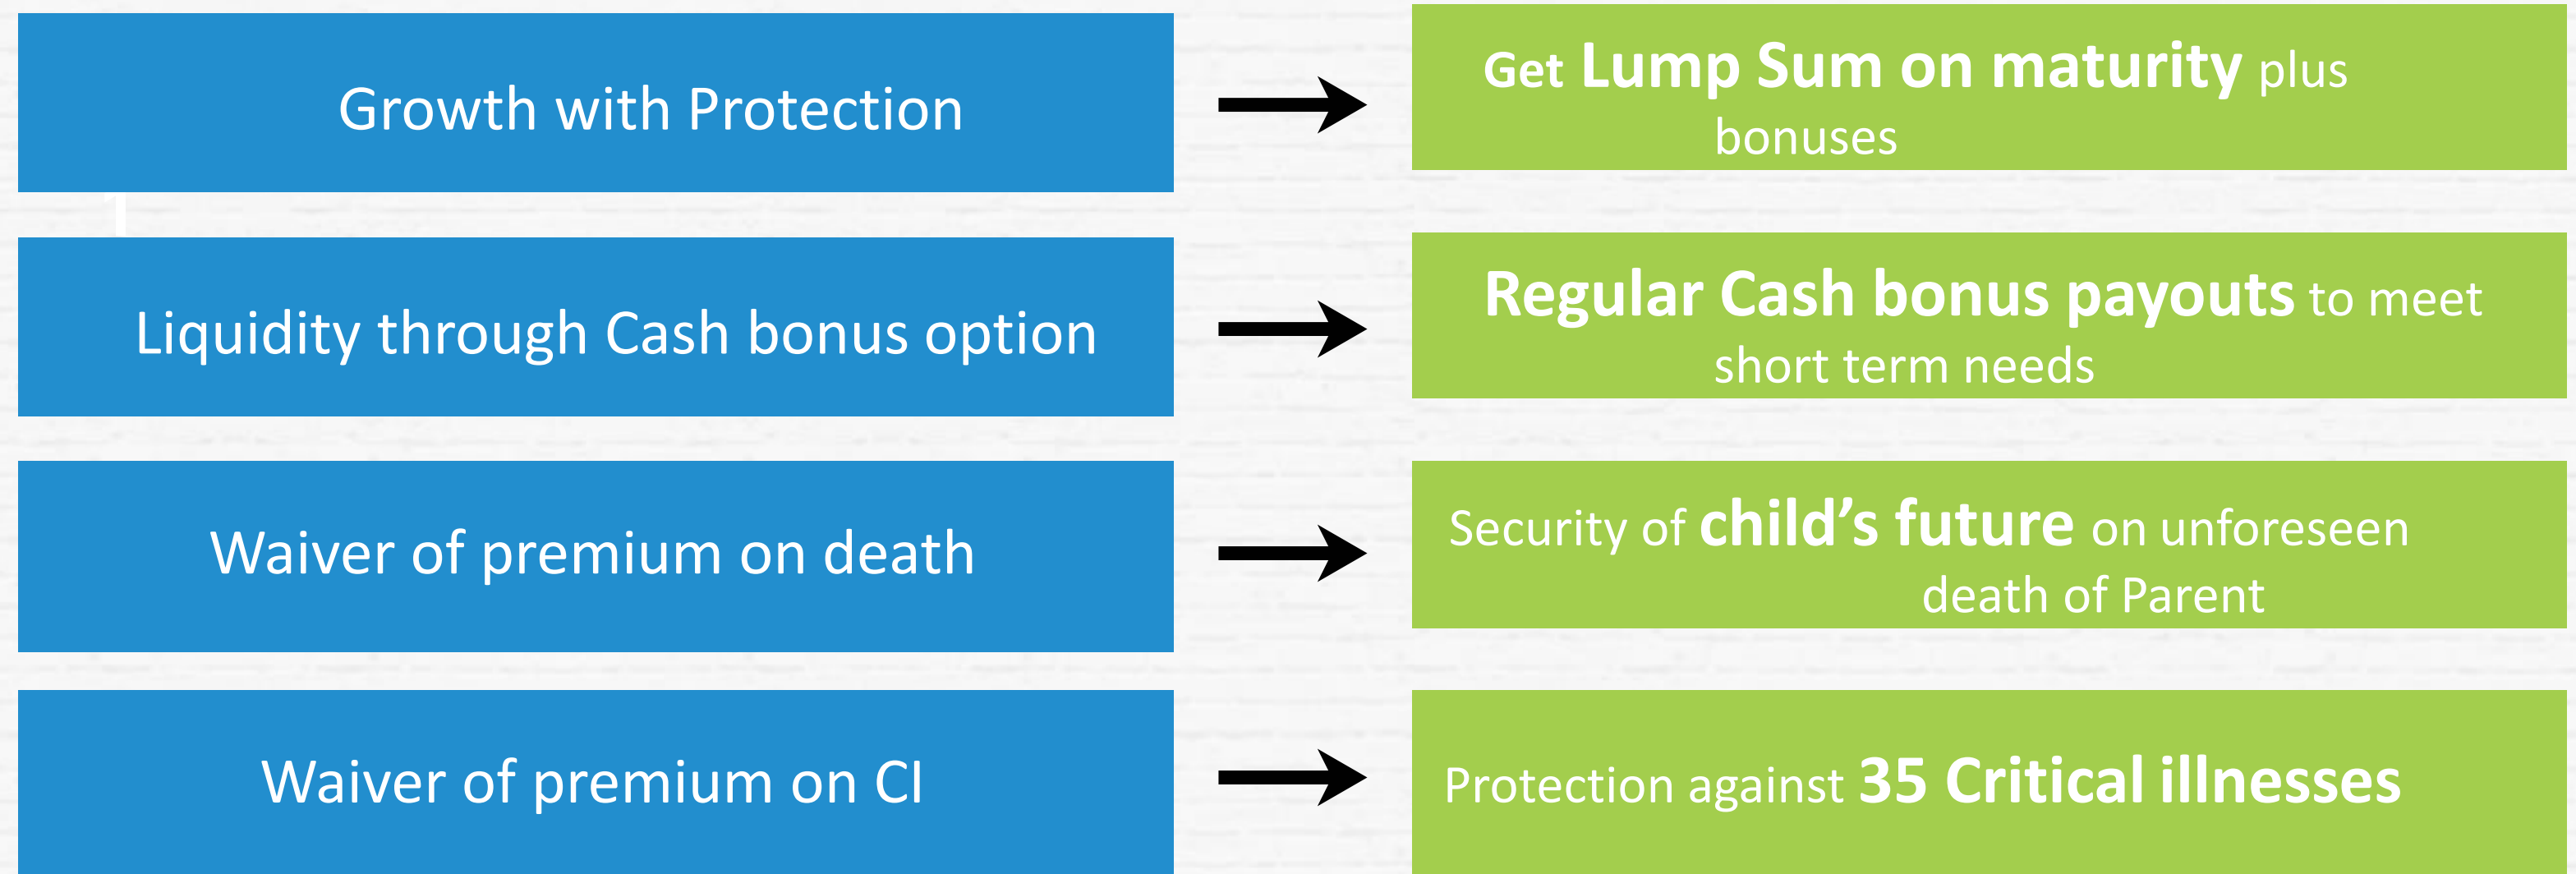 Growth with Protection
Get Lump Sum on maturity plus
bonuses
1
Liquidity through Cash bonus option
Regular Cash bonus payouts to meet
short term needs
Waiver of premium on death
Security of child’s future on unforeseen
death of Parent
Waiver of premium on CI
Protection against 35 Critical illnesses